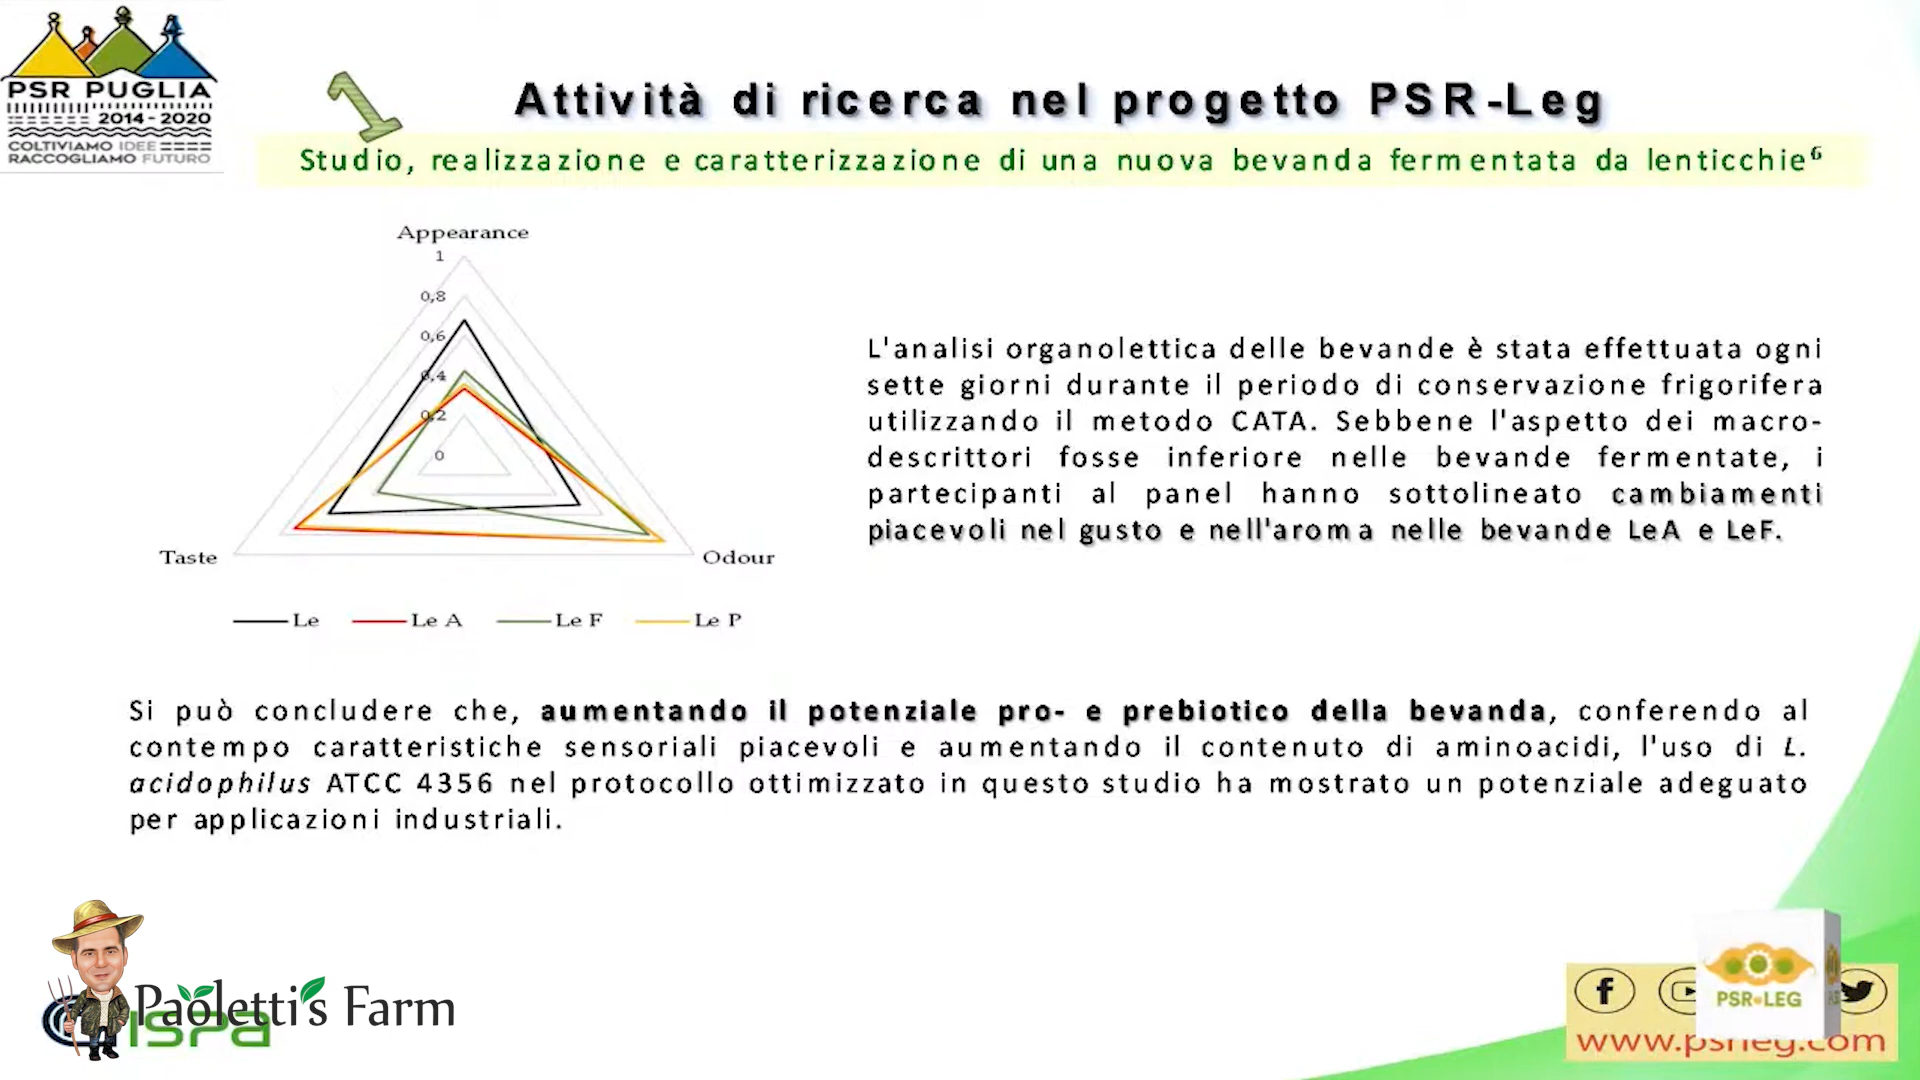 PSR PUGLIA
2014 - 2020
COLTIVIAMO IDEE
RACCOGLIAMO FUTURO
1
Attività di ricerca nel progetto PSR-Leg
Studio, realizzazione e caratterizzazione di una nuova bevanda fermentata da lenticchie⁶
Appearance
1
0,8
0,6
0,4
0,2
0
Taste
Odour
Le
Le A
Le F
Le P
L'analisi organolettica delle bevande è stata effettuata ogni
sette giorni durante il periodo di conservazione frigorifera
utilizzando il metodo CATA. Sebbene l'aspetto dei macro-
descrittori fosse inferiore nelle bevande fermentate, i
partecipanti al panel hanno sottolineato cambiamenti
piacevoli nel gusto e nell'aroma nelle bevande LeA e LeF.
Si può concludere che, aumentando il potenziale pro- e prebiotico della bevanda, conferendo al
contempo caratteristiche sensoriali piacevoli e aumentando il contenuto di aminoacidi, l'uso di L.
acidophilus ATCC 4356 nel protocollo ottimizzato in questo studio ha mostrato un potenziale adeguato
per applicazioni industriali.
Paoletti's Farm
ispa
PSR-LEG
www.psrleg.com